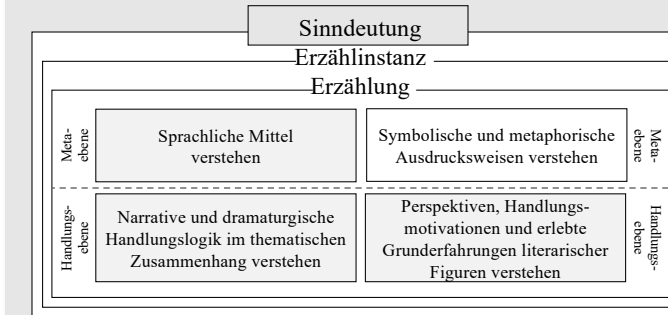 Sinndeutung
Erzählinstanz
Erzählung
Meta-
ebene
Sprachliche Mittel
verstehen
Symbolische und metaphorische
Ausdrucksweisen verstehen
Meta-
ebene
Handlungs-
ebene
Narrative und dramaturgische
Handlungslogik im thematischen
Zusammenhang verstehen
Perspektiven, Handlungs-
motivationen und erlebte
Grunderfahrungen literarischer
Figuren verstehen
Handlungs-
ebene